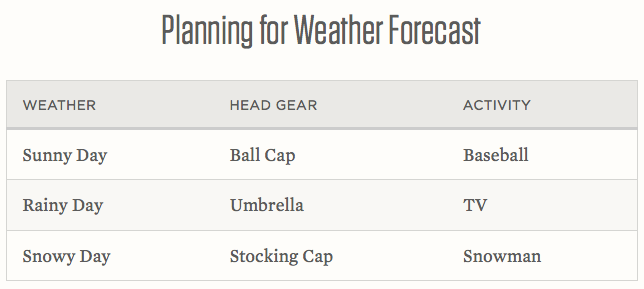 Planning for Weather Forecast
WEATHER HEAD GEAR ACTIVITY
Sunny Day Ball Cap Baseball
Rainy Day Umbrella TV
Snowy Day Stocking Cap Snowman